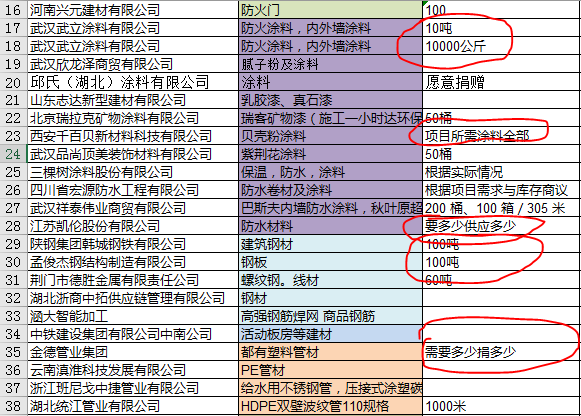 16 河南兴元建材有限公司 防火门 100
17 武汉武立涂料有限公司 防火涂料，内外墙涂料 10吨
18 武汉武立涂料有限公司 防火涂料，内外墙涂料 10000公斤
19 武汉欣龙泽商贸有限公司 腻子粉及涂料
20 邱氏（湖北）涂料有限公司 涂料 愿意捐赠
21 山东志达新型建材有限公司 乳胶漆、真石漆
22 北京瑞拉克矿物涂料有限公司 瑞客矿物漆（施工一小时达环保 50桶
23 西安千百贝新材料科技有限公司 贝壳粉涂料 项目所需涂料全部
24 武汉品尚顶美装饰材料有限公司 紫荆花涂料 50桶
25 三棵树涂料股份有限公司 保温，防水，涂料 根据实际情况
26 四川省宏源防水工程有限公司 防水卷材及涂料 根据项目需求与库存商议
27 武汉祥泰伟业商贸有限公司 巴斯夫内墙防水涂料，秋叶原超 200 桶、100 箱 / 305 米
28 江苏凯伦股份有限公司 防水材料 要多少供应多少
29 陕钢集团韩城钢铁有限公司 建筑钢材 100吨
30 孟俊杰钢结构制造有限公司 钢板 100吨
31 荆门市德胜金属有限责任公司 螺纹钢。线材 60吨
32 湖北浙商中拓供应链管理有限公司 钢材
33 涵大智能加工 高强钢筋焊网 商品钢筋
34 中铁建设集团有限公司中南公司 活动板房等建材
35 金德管业集团 都有塑料管材 需要多少捐多少
36 云南滇淮科技发展有限公司 PE管材
37 浙江班尼戈中捷管业有限公司 给水用不锈钢管，压接式涂塑碳
38 湖北统江管业有限公司 HDPE双壁波纹管110规格 1000米